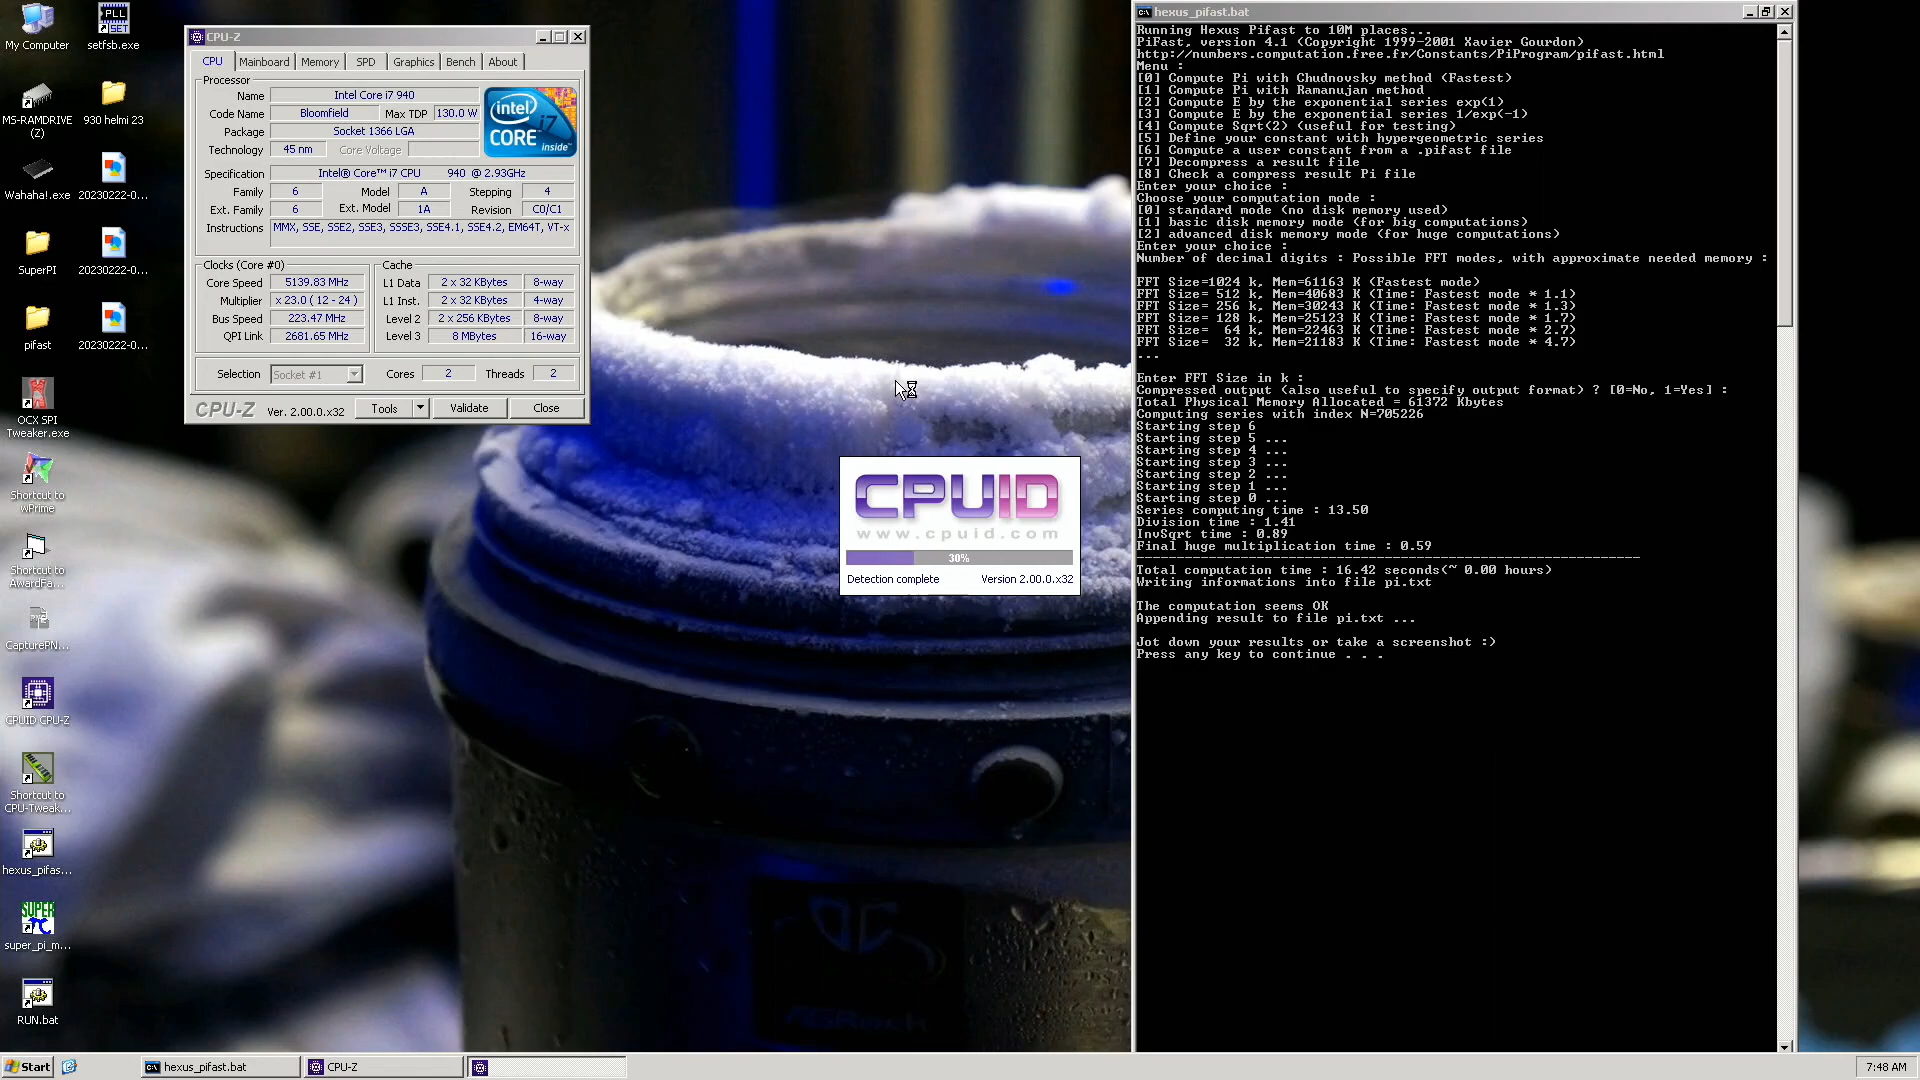 My Computer
setfsb.exe
MS-RAMDRIVE (Z)
930 helmi 23
Wahaha!.exe
20230222-0...
SuperPI
20230222-0...
pifast
20230222-0...
OCX SPI Tweaker.exe
Shortcut to wPrime
Shortcut to AwardFa...
CapturePN...
CPUID CPU-Z
Shortcut to CPU-Tweak...
hexus_pifas...
super_pi_m...
RUN.bat
PLL
SET
SUPER
CPU-Z
CPU Mainboard Memory SPD Graphics Bench About
Processor
Name Intel Core i7 940
Code Name Bloomfield Max TDP 130.0 W
Package Socket 1366 LGA
Technology 45 nm Core Voltage
intel CORE i7 inside™
Specification Intel® Core™ i7 CPU 940 @ 2.93GHz
Family 6 Model A Stepping 4
Ext. Family 6 Ext. Model 1A Revision C0/C1
Instructions MMX, SSE, SSE2, SSE3, SSSE3, SSE4.1, SSE4.2, EM64T, VT-x
Clocks (Core #0)
Core Speed 5139.83 MHz
Multiplier x 23.0 ( 12 - 24 )
Bus Speed 223.47 MHz
QPI Link 2681.65 MHz
Cache
L1 Data 2 x 32 KBytes 8-way
L1 Inst. 2 x 32 KBytes 4-way
Level 2 2 x 256 KBytes 8-way
Level 3 8 MBytes 16-way
Selection Socket #1 Cores 2 Threads 2
CPU-Z Ver. 2.00.0.x32 Tools Validate Close
CPUID
www.cpuid.com
30%
Detection complete Version 2.00.0.x32
hexus_pifast.bat
Running Hexus Pifast to 10M places...
PiFast, version 4.1 (Copyright 1999-2001 Xavier Gourdon)
http://numbers.computation.free.fr/Constants/PiProgram/pifast.html
Menu :
[0] Compute Pi with Chudnovsky method (Fastest)
[1] Compute Pi with Ramanujan method
[2] Compute E by the exponential series exp(1)
[3] Compute E by the exponential series 1/exp(-1)
[4] Compute Sqrt(2) (useful for testing)
[5] Define your constant with hypergeometric series
[6] Compute a user constant from a .pifast file
[7] Decompress a result file
[8] Check a compress result Pi file
Enter your choice :
Choose your computation mode :
[0] standard mode (no disk memory used)
[1] basic disk memory mode (for big computations)
[2] advanced disk memory mode (for huge computations)
Enter your choice :
Number of decimal digits : Possible FFT modes, with approximate needed memory :
FFT Size=1024 k, Mem=61163 K (Fastest mode)
FFT Size= 512 k, Mem=40683 K (Time: Fastest mode * 1.1)
FFT Size= 256 k, Mem=30243 K (Time: Fastest mode * 1.3)
FFT Size= 128 k, Mem=25123 K (Time: Fastest mode * 1.7)
FFT Size= 64 k, Mem=22463 K (Time: Fastest mode * 2.7)
FFT Size= 32 k, Mem=21183 K (Time: Fastest mode * 4.7)
...
Enter FFT Size in k :
Compressed output (also useful to specify output format) ? [0=No, 1=Yes] :
Total Physical Memory Allocated = 61372 Kbytes
Computing series with index N=705226
Starting step 6
Starting step 5 ...
Starting step 4 ...
Starting step 3 ...
Starting step 2 ...
Starting step 1 ...
Starting step 0 ...
Series computing time : 13.50
Division time : 1.41
InvSqrt time : 0.89
Final huge multiplication time : 0.59
Total computation time : 16.42 seconds(~ 0.00 hours)
Writing informations into file pi.txt
The computation seems OK
Appending result to file pi.txt ...
Jot down your results or take a screenshot :)
Press any key to continue . . .
Start hexus_pifast.bat CPU-Z 7:48 AM